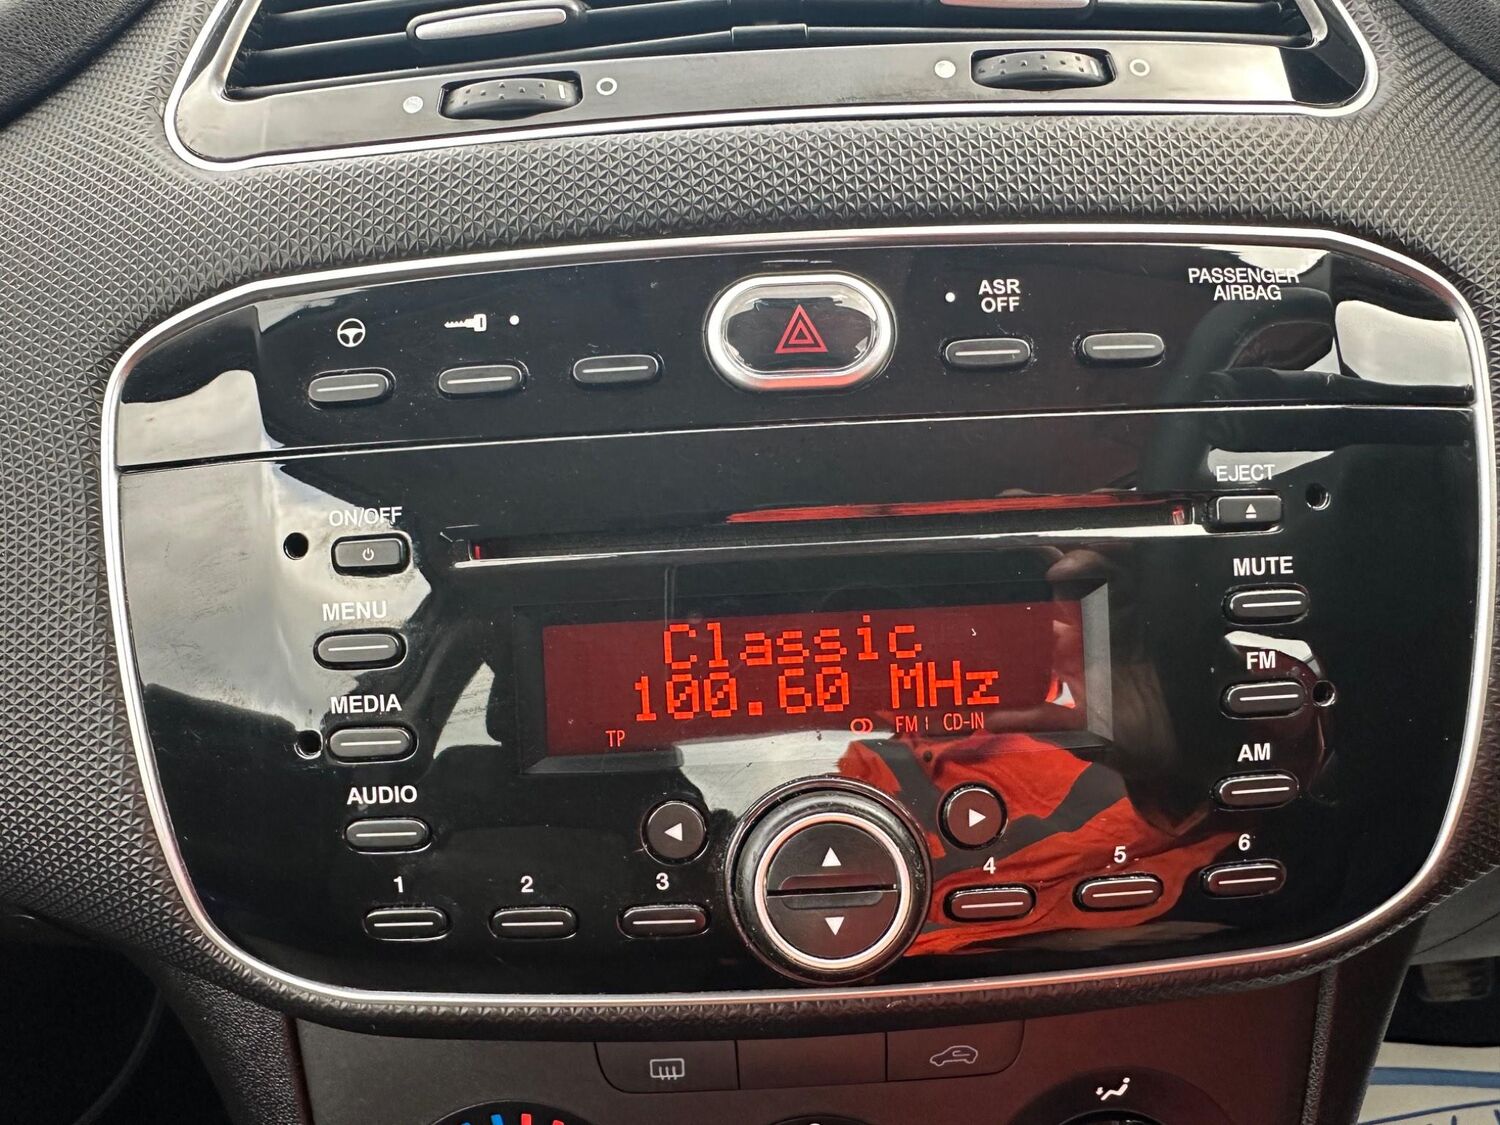 ASR
OFF
PASSENGER
AIRBAG
EJECT
ON/OFF
MUTE
MENU
Classic
FM
100.60 MHz
MEDIA
TP
FM 1 CD-IN
AM
AUDIO
1
2
3
4
5
6